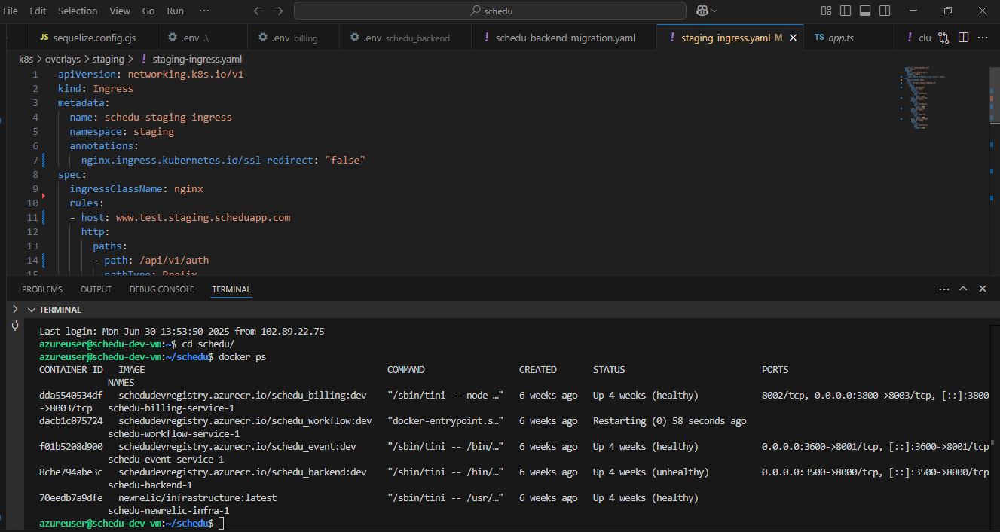 File Edit Selection View Go Run ··· ← → schedu
JS sequelize.config.cjs .env .\ .env billing .env schedu_backend ! schedu-backend-migration.yaml ! staging-ingress.yaml M TS app.ts ! clu
k8s > overlays > staging > ! staging-ingress.yaml
1 apiVersion: networking.k8s.io/v1
2 kind: Ingress
3 metadata:
4 name: schedu-staging-ingress
5 namespace: staging
6 annotations:
7 nginx.ingress.kubernetes.io/ssl-redirect: "false"
8 spec:
9 ingressClassName: nginx
10 rules:
11 - host: www.test.staging.scheduapp.com
12 http:
13 paths:
14 - path: /api/v1/auth
15 pathType: Prefix
PROBLEMS OUTPUT DEBUG CONSOLE TERMINAL
TERMINAL
Last login: Mon Jun 30 13:53:50 2025 from 102.89.22.75
azureuser@schedu-dev-vm:~$ cd schedu/
azureuser@schedu-dev-vm:~/schedu$ docker ps
CONTAINER ID IMAGE COMMAND CREATED STATUS PORTS
NAMES
dda5540534df schedudevregistry.azurecr.io/schedu_billing:dev "/sbin/tini -- node …" 6 weeks ago Up 4 weeks (healthy) 8002/tcp, 0.0.0.0:3800->8003/tcp, [::]:3800
->8003/tcp schedu-billing-service-1
dacb1c075724 schedudevregistry.azurecr.io/schedu_workflow:dev "docker-entrypoint.s…" 6 weeks ago Restarting (0) 58 seconds ago
schedu-workflow-service-1
f01b5208d900 schedudevregistry.azurecr.io/schedu_event:dev "/sbin/tini -- /bin/…" 6 weeks ago Up 4 weeks (healthy) 0.0.0.0:3600->8001/tcp, [::]:3600->8001/tcp
schedu-event-service-1
8cbe794abe3c schedudevregistry.azurecr.io/schedu_backend:dev "/sbin/tini -- /bin/…" 6 weeks ago Up 4 weeks (unhealthy) 0.0.0.0:3500->8000/tcp, [::]:3500->8000/tcp
schedu-backend-1
70eedb7a9dfe newrelic/infrastructure:latest "/sbin/tini -- /usr/…" 6 weeks ago Up 4 weeks (healthy)
schedu-newrelic-infra-1
azureuser@schedu-dev-vm:~/schedu$